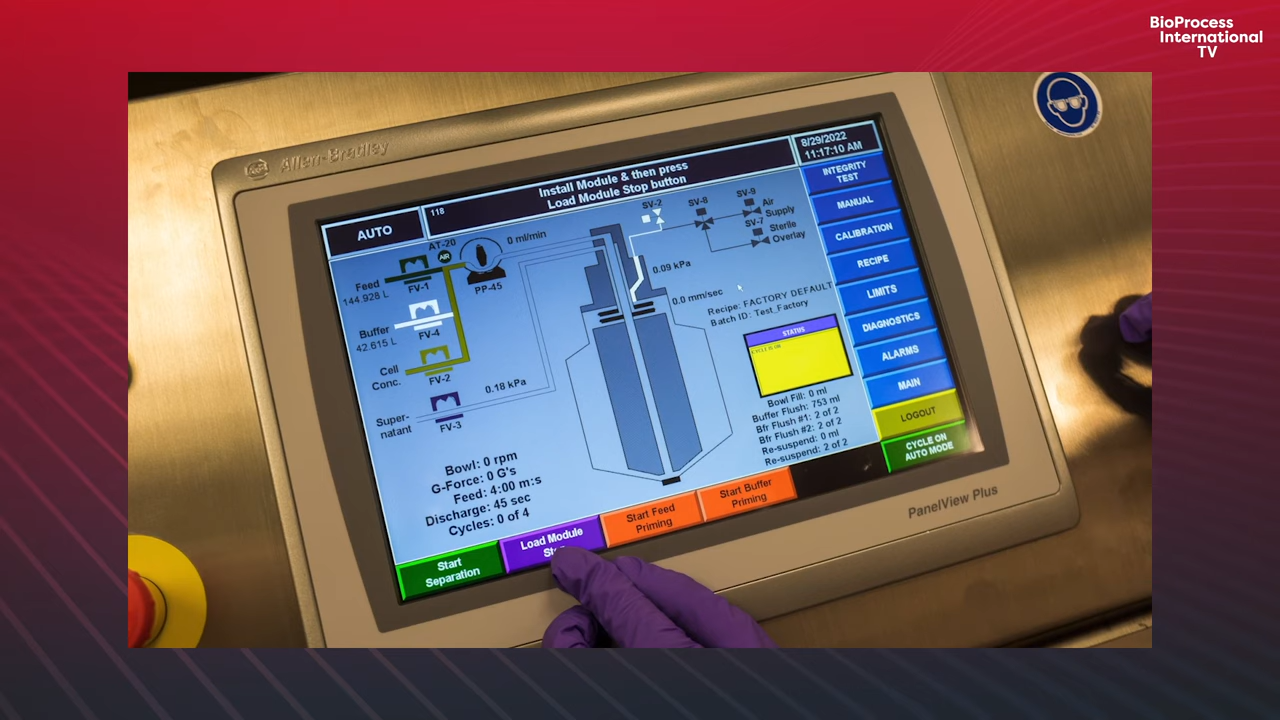 BioProcess
International
TV
Allen-Bradley
8/29/2022
11:17:10 AM
Install Module & then press
Load Module Stop button
118
AUTO
INTEGRITY
TEST
MANUAL
CALIBRATION
RECIPE
LIMITS
DIAGNOSTICS
ALARMS
MAIN
LOGOUT
CYCLE ON
AUTO MODE
AT-20
AIR
0 ml/min
PP-45
Feed
144.928 L
FV-1
Buffer
42.615 L
FV-4
Cell
Conc.
FV-2
Super-
natant
FV-3
0.18 kPa
SV-2
SV-8
SV-9
Air
Supply
SV-7
Sterile
Overlay
0.09 kPa
0.0 mm/sec
Recipe: FACTORY DEFAULT
Batch ID: Test_Factory
STATUS
Bowl Fill: 0 ml
Buffer Flush: 753 ml
Bfr Flush #1: 2 of 2
Bfr Flush #2: 2 of 2
Re-suspend: 0 ml
Re-suspend: 2 of 2
Bowl: 0 rpm
G-Force: 0 G's
Feed: 4:00 m:s
Discharge: 45 sec
Cycles: 0 of 4
Start
Separation
Load Module
Start Feed
Priming
Start Buffer
Priming
PanelView Plus